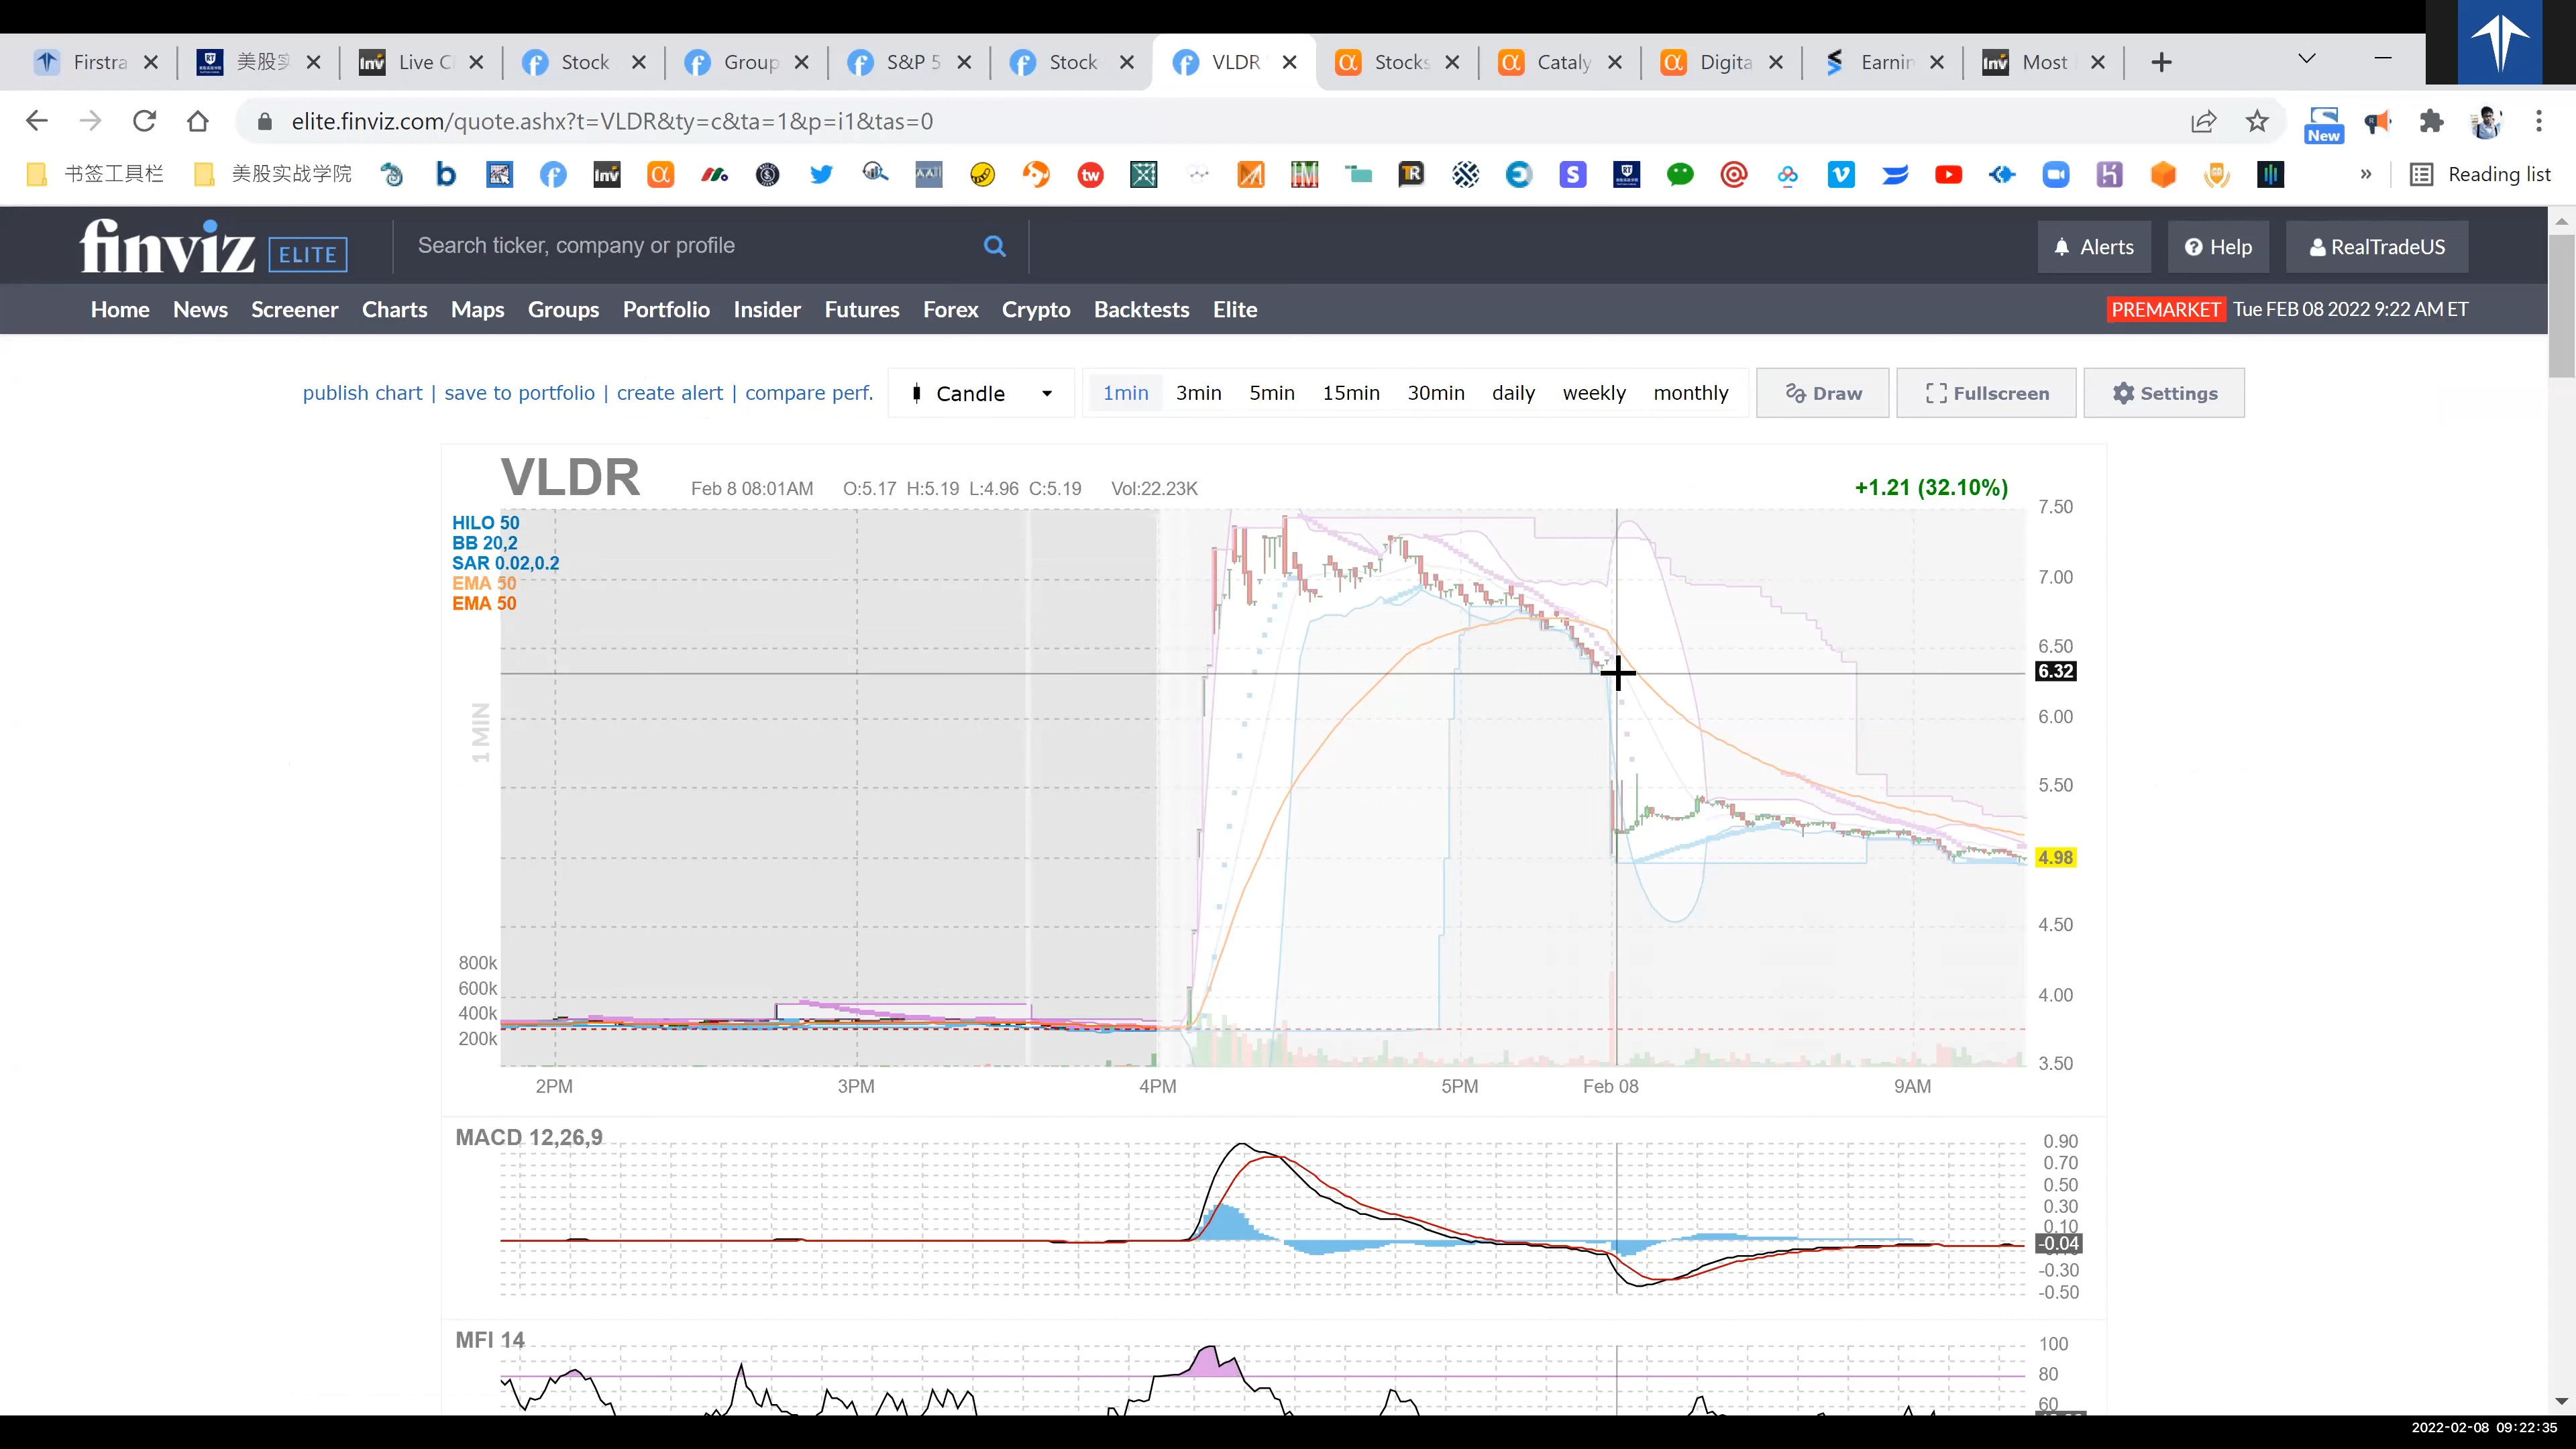 Firstra
美股实
Live C
Stock
Group
S&P 5
Stock
VLDR
Stocks
Cataly
Digita
Earnin
Most
elite.finviz.com/quote.ashx?t=VLDR&ty=c&ta=1&p=i1&tas=0
New
书签工具栏
美股实战学院
» Reading list
finviz ELITE
Search ticker, company or profile
Alerts
Help
RealTradeUS
Home News Screener Charts Maps Groups Portfolio Insider Futures Forex Crypto Backtests Elite
PREMARKET Tue FEB 08 2022 9:22 AM ET
publish chart | save to portfolio | create alert | compare perf.
Candle
1min 3min 5min 15min 30min daily weekly monthly
Draw
Fullscreen
Settings
VLDR Feb 8 08:01AM O:5.17 H:5.19 L:4.96 C:5.19 Vol:22.23K
+1.21 (32.10%)
HILO 50
BB 20,2
SAR 0.02,0.2
EMA 50
EMA 50
1 MIN
7.50
7.00
6.50
6.32
6.00
5.50
4.98
4.50
4.00
3.50
800k
600k
400k
200k
2PM 3PM 4PM 5PM Feb 08 9AM
MACD 12,26,9
0.90
0.70
0.50
0.30
0.10
-0.04
-0.30
-0.50
MFI 14
100
80
60
2022-02-08 09:22:35